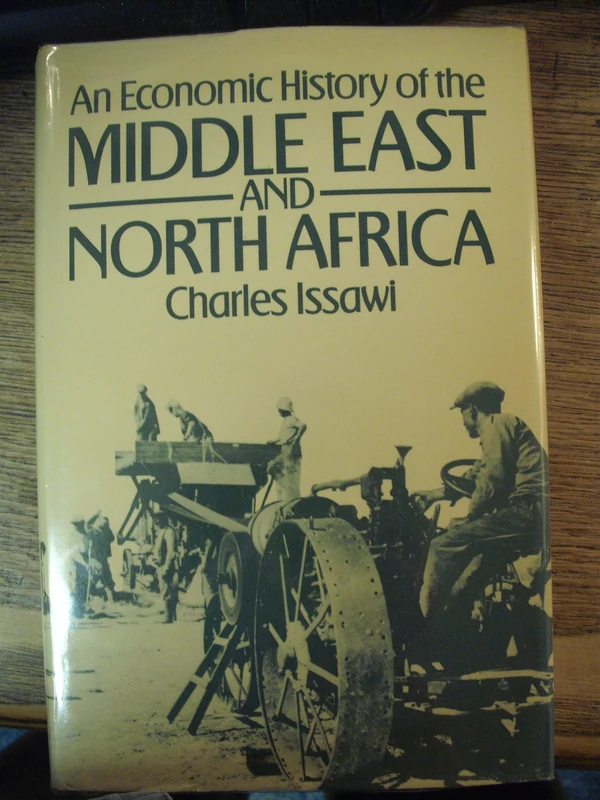 An Economic History of the
MIDDLE EAST
AND
NORTH AFRICA
Charles Issawi